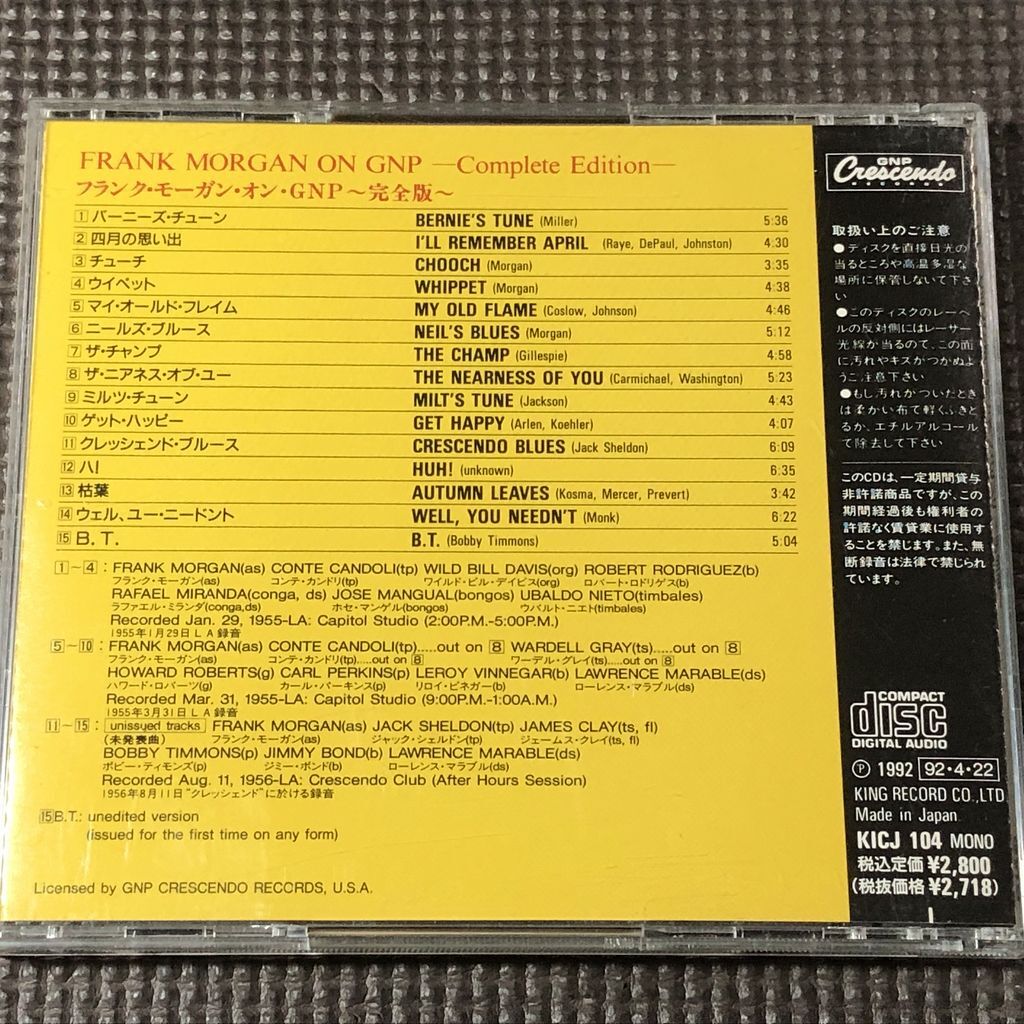 FRANK MORGAN ON GNP —Complete Edition—
フランク・モーガン・オン・GNP～完全版～
1 バーニーズ・チューン BERNIE'S TUNE (Miller) 5:36
2 四月の思い出 I'LL REMEMBER APRIL (Raye, DePaul, Johnston) 4:30
3 チューチ CHOOCH (Morgan) 3:35
4 ウイペット WHIPPET (Morgan) 4:38
5 マイ・オールド・フレイム MY OLD FLAME (Coslow, Johnson) 4:46
6 ニールズ・ブルース NEIL'S BLUES (Morgan) 5:12
7 ザ・チャンプ THE CHAMP (Gillespie) 4:58
8 ザ・ニアネス・オブ・ユー THE NEARNESS OF YOU (Carmichael, Washington) 5:23
9 ミルツ・チューン MILT'S TUNE (Jackson) 4:43
10 ゲット・ハッピー GET HAPPY (Arlen, Koehler) 4:07
11 クレッシェンド・ブルース CRESCENDO BLUES (Jack Sheldon) 6:09
12 ハ! HUH! (unknown) 6:35
13 枯葉 AUTUMN LEAVES (Kosma, Mercer, Prevert) 3:42
14 ウェル、ユー・ニードント WELL, YOU NEEDN'T (Monk) 6:22
15 B.T. B.T. (Bobby Timmons) 5:04
1～4: FRANK MORGAN(as) CONTE CANDOLI(tp) WILD BILL DAVIS(org) ROBERT RODRIGUEZ(b)
フランク・モーガン(as) コンテ・カンドリ(tp) ワイルド・ビル・デイビス(org) ロバート・ロドリゲス(b)
RAFAEL MIRANDA(conga, ds) JOSE MANGUAL(bongos) UBALDO NIETO(timbales)
ラファエル・ミランダ(conga,ds) ホセ・マンゲル(bongos) ウバルト・ニエト(timbales)
Recorded Jan. 29, 1955-LA: Capitol Studio (2:00P.M.-5:00P.M.)
1955年1月29日LA録音
5～10: FRANK MORGAN(as) CONTE CANDOLI(tp).....out on 8 WARDELL GRAY(ts).....out on 8
フランク・モーガン(as) コンテ・カンドリ(tp).....out on 8 ワーデル・グレイ(ts).....out on 8
HOWARD ROBERTS(g) CARL PERKINS(p) LEROY VINNEGAR(b) LAWRENCE MARABLE(ds)
ハワード・ロバーツ(g) カール・パーキンス(p) リロイ・ビネガー(b) ローレンス・マラブル(ds)
Recorded Mar. 31, 1955-LA: Capitol Studio (9:00P.M.-1:00A.M.)
1955年3月31日LA録音
11～15: unissued tracks FRANK MORGAN(as) JACK SHELDON(tp) JAMES CLAY(ts, fl)
(未発表曲) フランク・モーガン(as) ジャック・シェルドン(tp) ジェームス・クレイ(ts, fl)
BOBBY TIMMONS(p) JIMMY BOND(b) LAWRENCE MARABLE(ds)
ボビー・ティモンズ(p) ジミー・ボンド(b) ローレンス・マラブル(ds)
Recorded Aug. 11, 1956-LA: Crescendo Club (After Hours Session)
1956年8月11日"クレッシェンド"に於ける録音
15B.T.: unedited version
(issued for the first time on any form)
Licensed by GNP CRESCENDO RECORDS, U.S.A.
GNP
Crescendo
RECORDS
取扱い上のご注意
●ディスクを直接日光の
当るところや高温多湿な
場所に保管しないで下さ
い
●このディスクのレーベ
ルの反対側にはレーザー
光線が当るので、この面
に汚れやキズがつかぬよ
うご注意下さい
●もし汚れがついたとき
は柔かい布で軽くふきと
るか、エチルアルコール
で除去して下さい
このCDは、一定期間貸与
非許諾商品ですが、この
期間経過後も権利者の
許諾なく賃貸業に使用す
ることを禁じます。また、無
断録音は法律で禁じられ
ています。
COMPACT
disc
DIGITAL AUDIO
Ⓟ 1992 92・4・22
KING RECORD CO.,LTD
Made in Japan
KICJ 104 MONO
税込定価¥2,800
(税抜価格¥2,718)